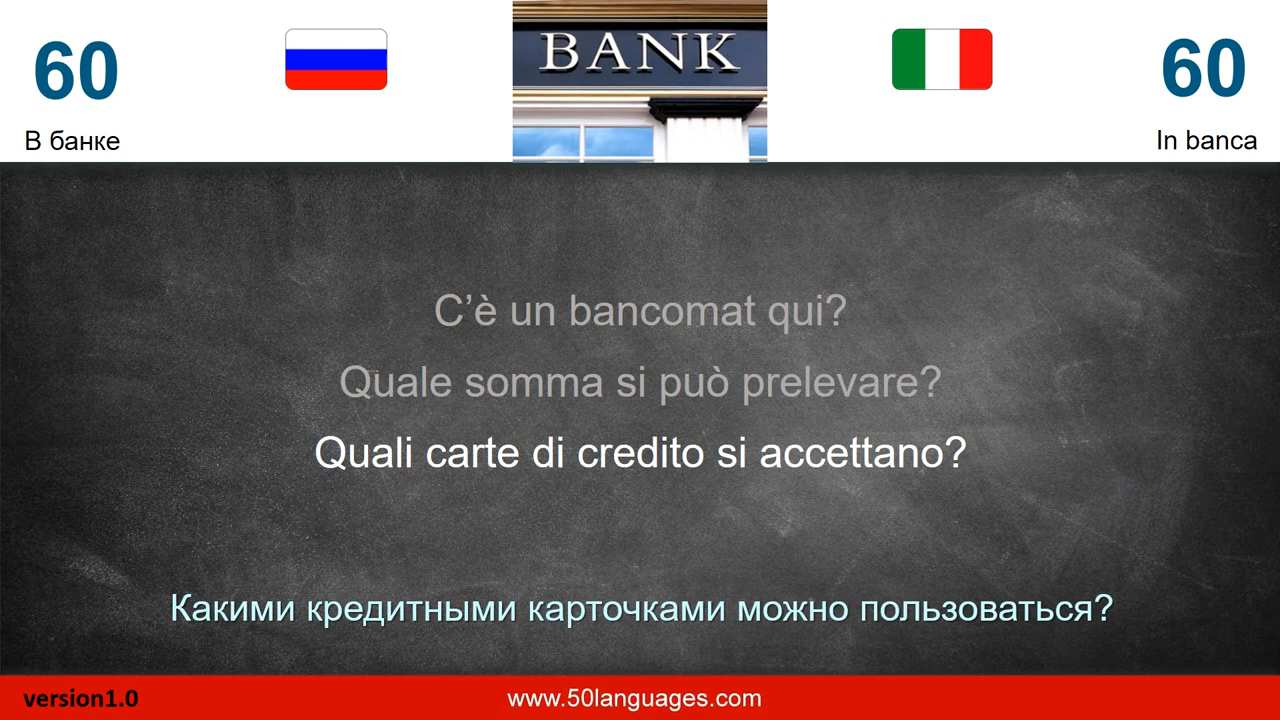 60
60
BANK
В банке
In banca
C’è un bancomat qui?
Quale somma si può prelevare?
Quali carte di credito si accettano?
Какими кредитными карточками можно пользоваться?
version1.0
www.50languages.com